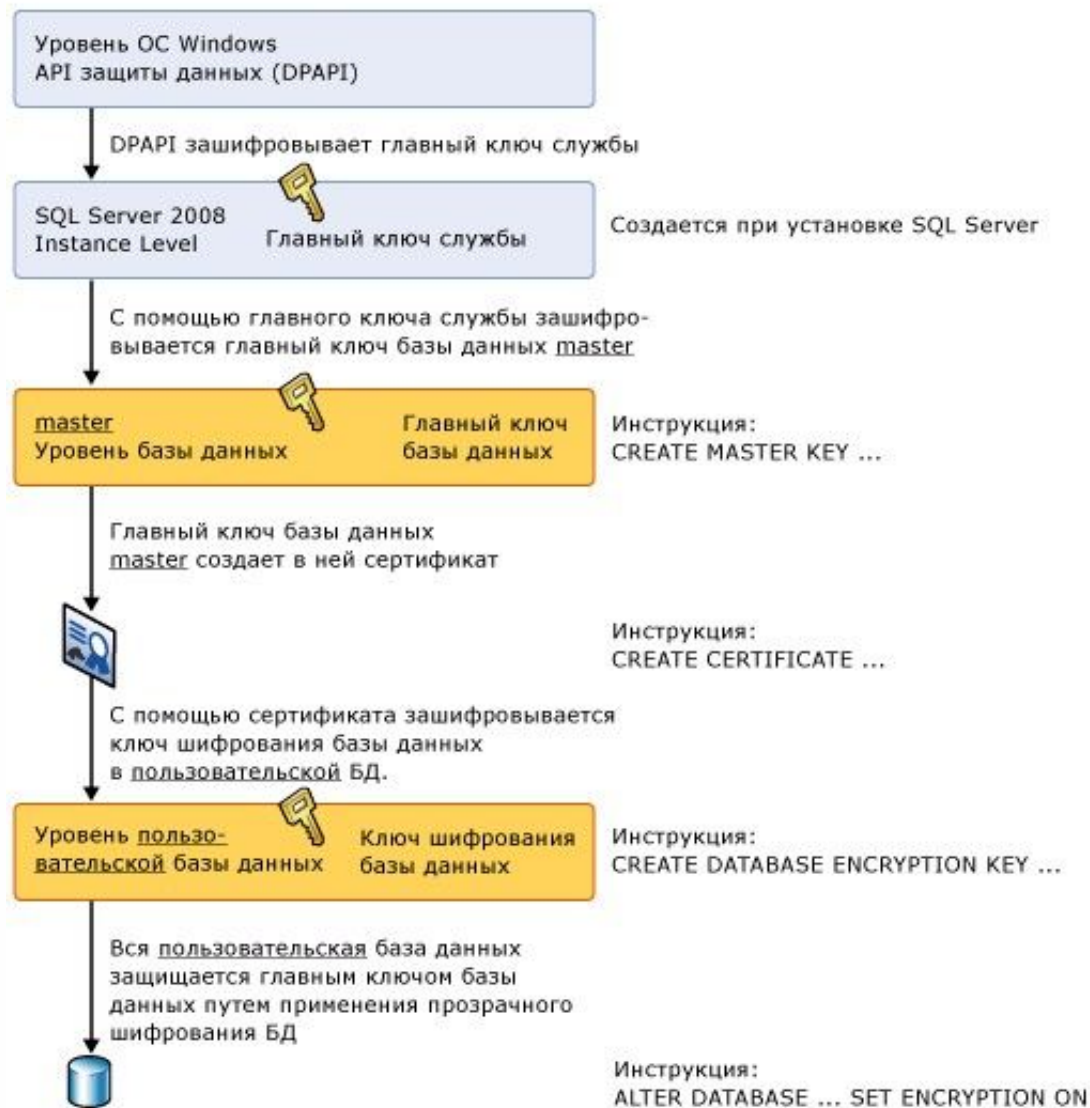 Уровень ОС Windows
API защиты данных (DPAPI)
DPAPI зашифровывает главный ключ службы
SQL Server 2008
Instance Level
Главный ключ службы
Создается при установке SQL Server
С помощью главного ключа службы зашифро-
вывается главный ключ базы данных master
master
Уровень базы данных
Главный ключ
базы данных
Инструкция:
CREATE MASTER KEY ...
Главный ключ базы данных
master создает в ней сертификат
Инструкция:
CREATE CERTIFICATE ...
С помощью сертификата зашифровывается
ключ шифрования базы данных
в пользовательской БД.
Уровень пользо-
вательской базы данных
Ключ шифрования
базы данных
Инструкция:
CREATE DATABASE ENCRYPTION KEY ...
Вся пользовательская база данных
защищается главным ключом базы
данных путем применения прозрачного
шифрования БД
Инструкция:
ALTER DATABASE ... SET ENCRYPTION ON